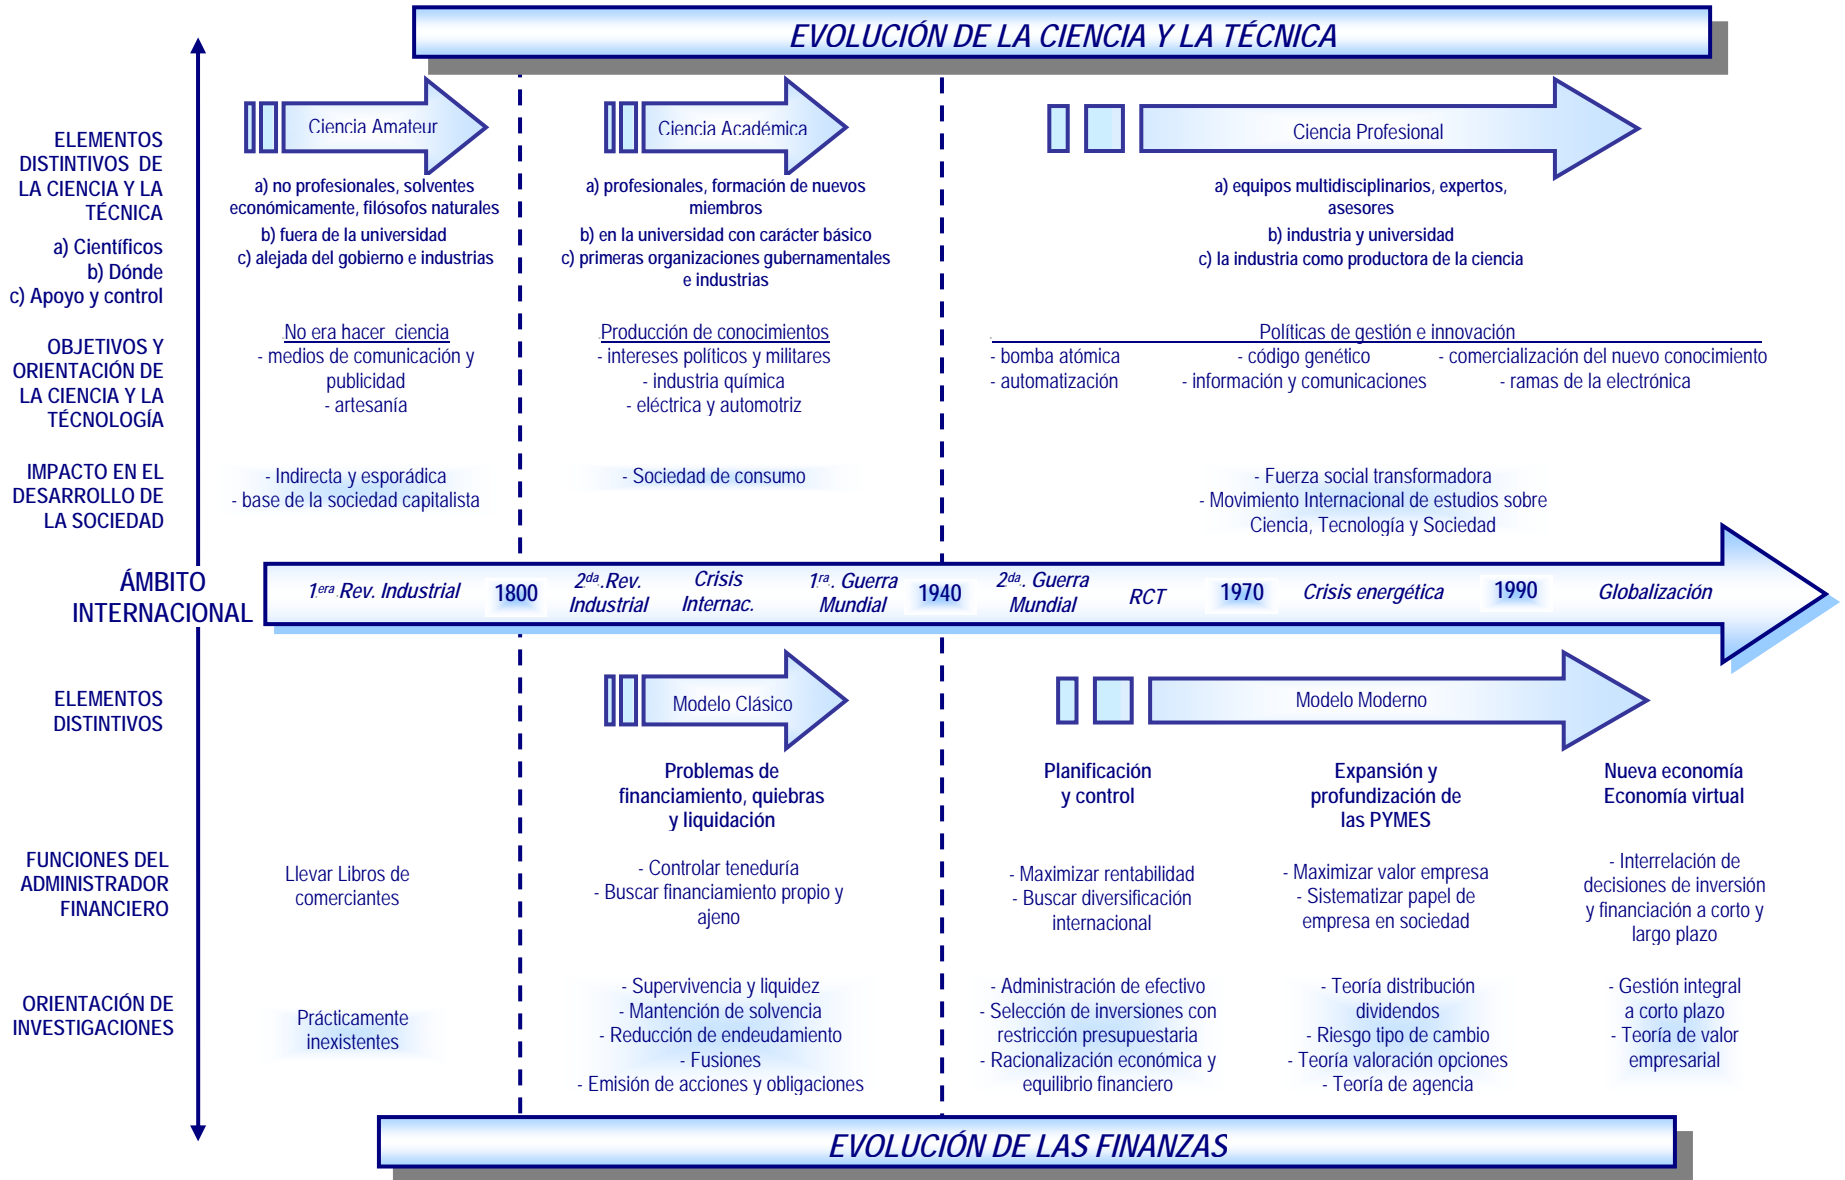 EVOLUCIÓN DE LA CIENCIA Y LA TÉCNICA
ELEMENTOS
DISTINTIVOS DE
LA CIENCIA Y LA
TÉCNICA
a) Científicos
b) Dónde
c) Apoyo y control
Ciencia Amateur
a) no profesionales, solventes
económicamente, filósofos naturales
b) fuera de la universidad
c) alejada del gobierno e industrias
Ciencia Académica
a) profesionales, formación de nuevos
miembros
b) en la universidad con carácter básico
c) primeras organizaciones gubernamentales
e industrias
Ciencia Profesional
a) equipos multidisciplinarios, expertos,
asesores
b) industria y universidad
c) la industria como productora de la ciencia
OBJETIVOS Y
ORIENTACIÓN DE
LA CIENCIA Y LA
TÉCNOLOGÍA
No era hacer ciencia
- medios de comunicación y
publicidad
- artesanía
Producción de conocimientos
- intereses políticos y militares
- industria química
- eléctrica y automotriz
Políticas de gestión e innovación
- bomba atómica
- automatización
- código genético
- información y comunicaciones
- comercialización del nuevo conocimiento
- ramas de la electrónica
IMPACTO EN EL
DESARROLLO DE
LA SOCIEDAD
- Indirecta y esporádica
- base de la sociedad capitalista
- Sociedad de consumo
- Fuerza social transformadora
- Movimiento Internacional de estudios sobre
Ciencia, Tecnología y Sociedad
ÁMBITO
INTERNACIONAL
1era. Rev. Industrial
1800
2da. Rev.
Industrial
Crisis
Internac.
1ra. Guerra
Mundial
1940
2da. Guerra
Mundial
RCT
1970
Crisis energética
1990
Globalización
ELEMENTOS
DISTINTIVOS
Modelo Clásico
Problemas de
financiamiento, quiebras
y liquidación
Modelo Moderno
Planificación
y control
Expansión y
profundización de
las PYMES
Nueva economía
Economía virtual
FUNCIONES DEL
ADMINISTRADOR
FINANCIERO
Llevar Libros de
comerciantes
- Controlar teneduría
- Buscar financiamiento propio y
ajeno
- Maximizar rentabilidad
- Buscar diversificación
internacional
- Maximizar valor empresa
- Sistematizar papel de
empresa en sociedad
- Interrelación de
decisiones de inversión
y financiación a corto y
largo plazo
ORIENTACIÓN DE
INVESTIGACIONES
Prácticamente
inexistentes
- Supervivencia y liquidez
- Mantención de solvencia
- Reducción de endeudamiento
- Fusiones
- Emisión de acciones y obligaciones
- Administración de efectivo
- Selección de inversiones con
restricción presupuestaria
- Racionalización económica y
equilibrio financiero
- Teoría distribución
dividendos
- Riesgo tipo de cambio
- Teoría valoración opciones
- Teoría de agencia
- Gestión integral
a corto plazo
- Teoría de valor
empresarial
EVOLUCIÓN DE LAS FINANZAS